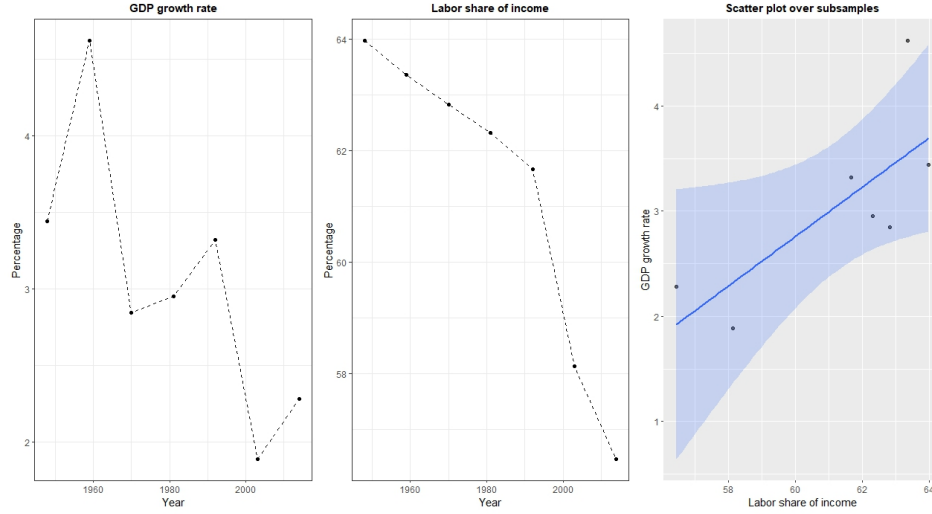 GDP growth rate
Percentage
4
3
2
1960
1980
2000
Year
Labor share of income
Percentage
64
62
60
58
1960
1980
2000
Year
Scatter plot over subsamples
GDP growth rate
4
3
2
1
58
60
62
64
Labor share of income